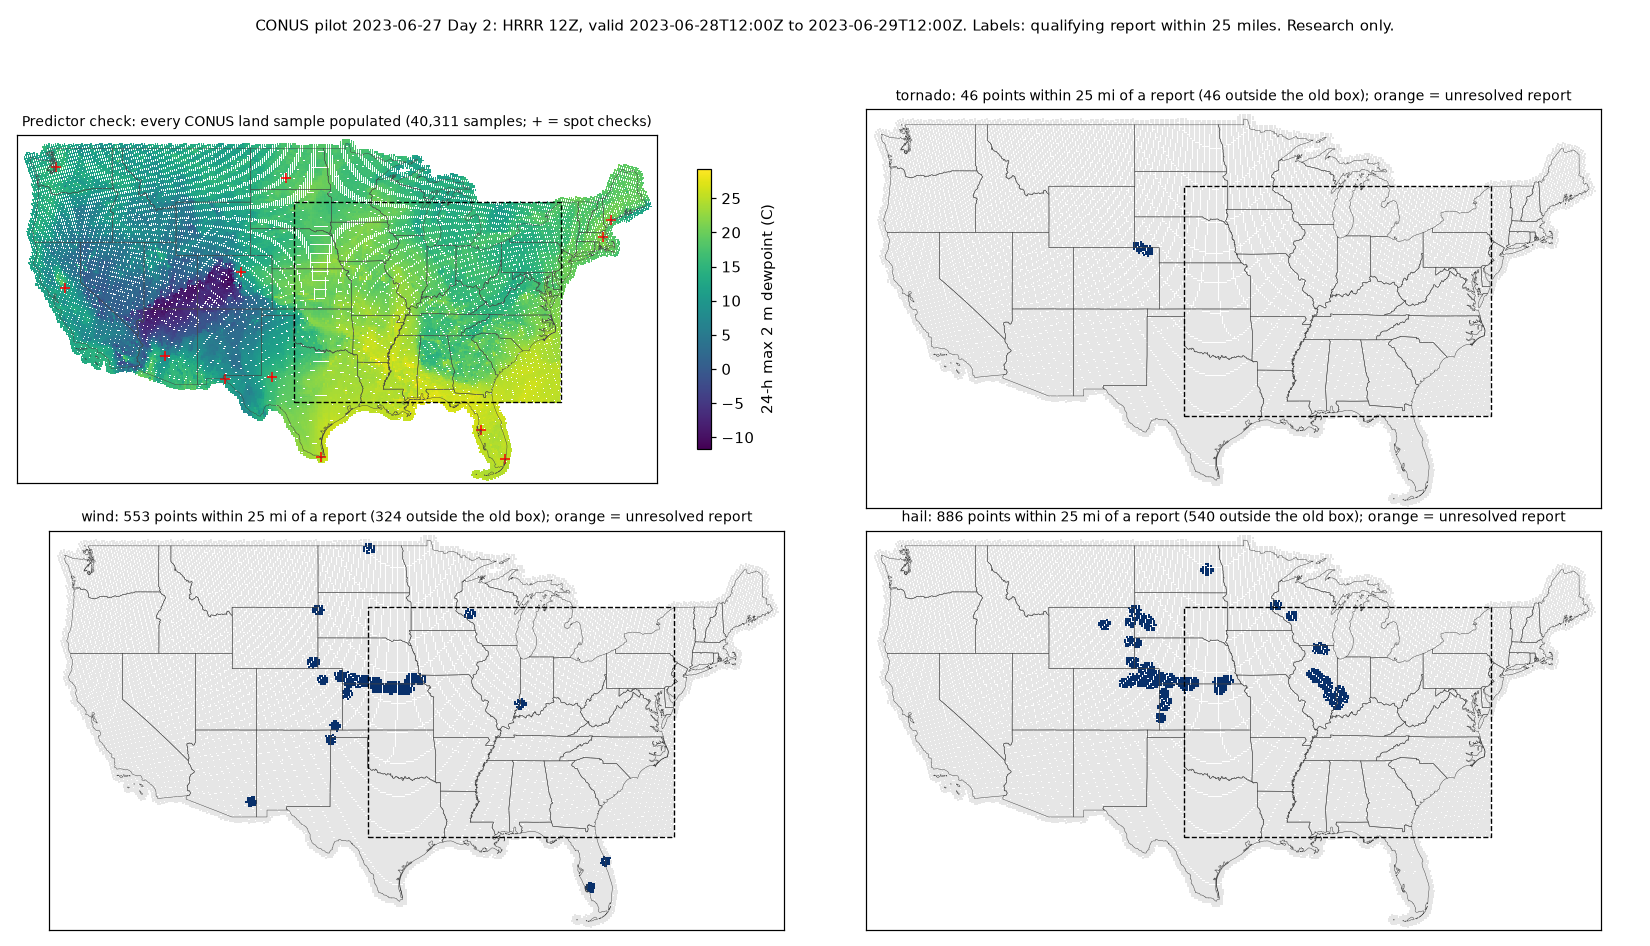 CONUS pilot 2023-06-27 Day 2: HRRR 12Z, valid 2023-06-28T12:00Z to 2023-06-29T12:00Z. Labels: qualifying report within 25 miles. Research only.
Predictor check: every CONUS land sample populated (40,311 samples; + = spot checks)
25
20
15
10
5
0
−5
−10
24-h max 2 m dewpoint (C)
tornado: 46 points within 25 mi of a report (46 outside the old box); orange = unresolved report
wind: 553 points within 25 mi of a report (324 outside the old box); orange = unresolved report
hail: 886 points within 25 mi of a report (540 outside the old box); orange = unresolved report